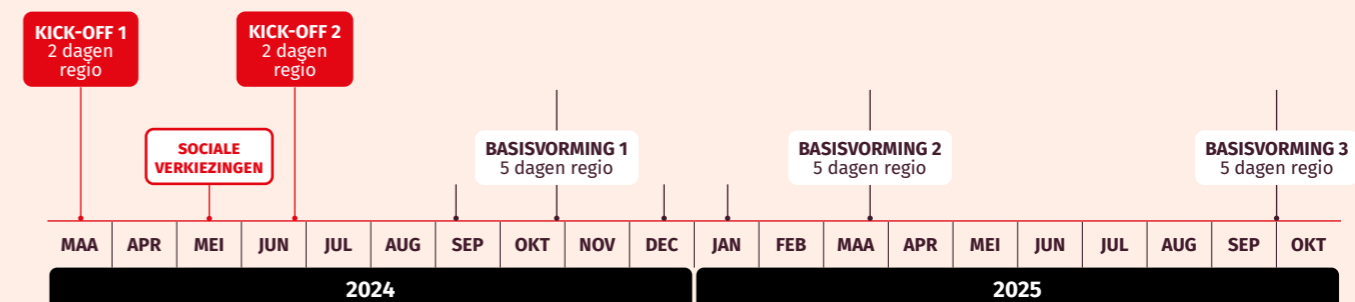 KICK-OFF 1
2 dagen
regio
KICK-OFF 2
2 dagen
regio
SOCIALE
VERKIEZINGEN
BASISVORMING 1
5 dagen regio
BASISVORMING 2
5 dagen regio
BASISVORMING 3
5 dagen regio
MAA APR MEI JUN JUL AUG SEP OKT NOV DEC JAN FEB MAA APR MEI JUN JUL AUG SEP OKT
2024 2025